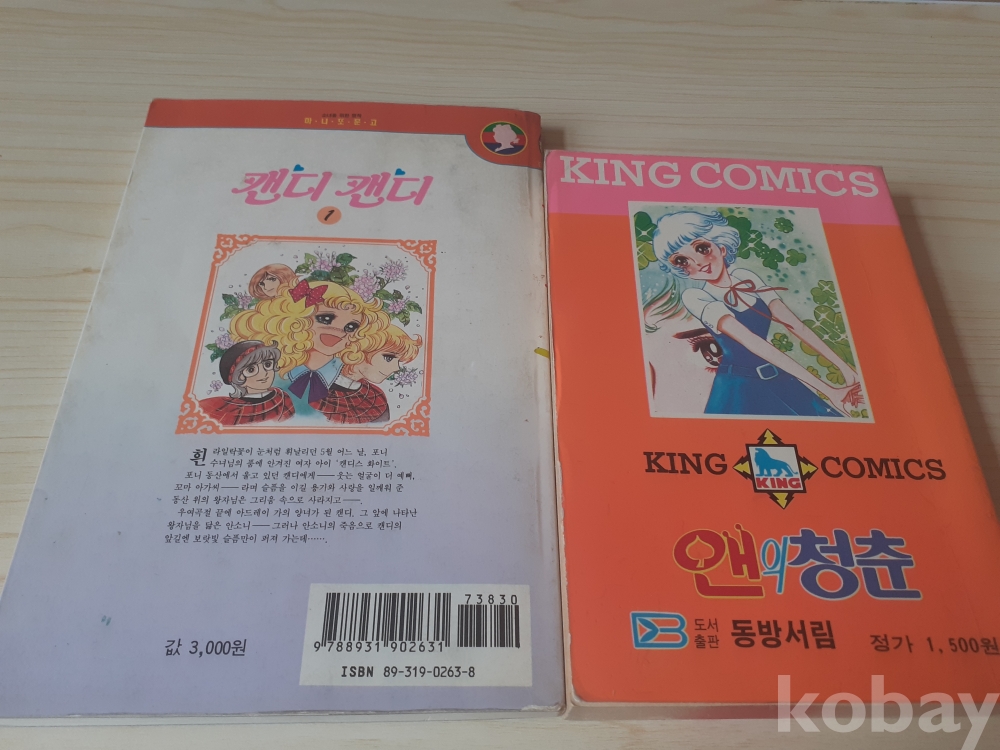 캔디 캔디
1
흰 라일락꽃이 눈처럼 휘날리던 5월 어느 날, 포니
수녀님의 품에 안겨진 여자 아이 '캔디스 화이트',
포니 동산에서 울고 있던 캔디에게──웃는 얼굴이 더 예뻐,
꼬마 아가씨──라며 슬픔을 이길 용기와 사랑을 일깨워 준
동산 위의 왕자님은 그리움 속으로 사라지고──.
우여곡절 끝에 아드레이 가의 양녀가 된 캔디, 그 앞에 나타난
왕자님을 닮은 안소니──그러나 안소니의 죽음으로 캔디의
앞길엔 보랏빛 슬픔만이 퍼져 가는데…….
값 3,000원
73830
9 788931 902631
ISBN 89-319-0263-8
KING COMICS
KING COMICS
KING
앤의 청춘
도서출판 동방서림
정가 1,500원
kobay